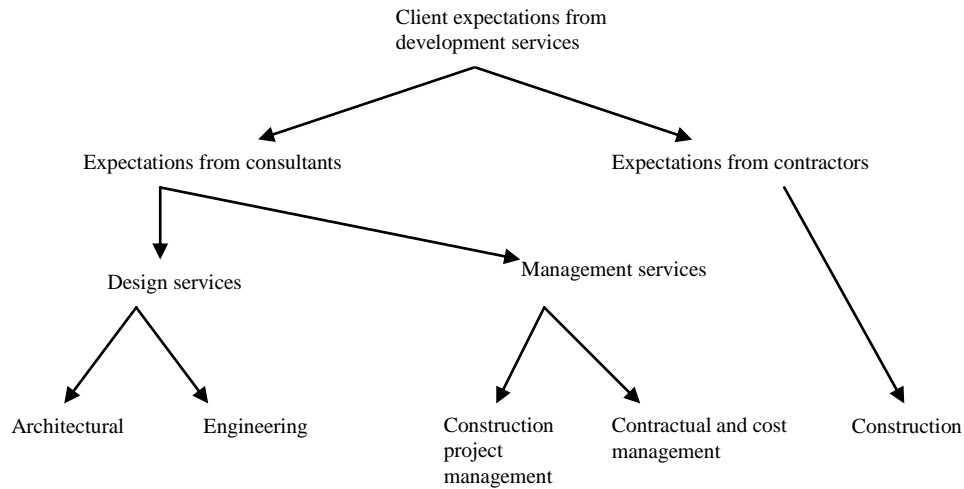 Client expectations from
development services
Expectations from consultants
Expectations from contractors
Design services
Management services
Architectural
Engineering
Construction
project
management
Contractual and cost
management
Construction